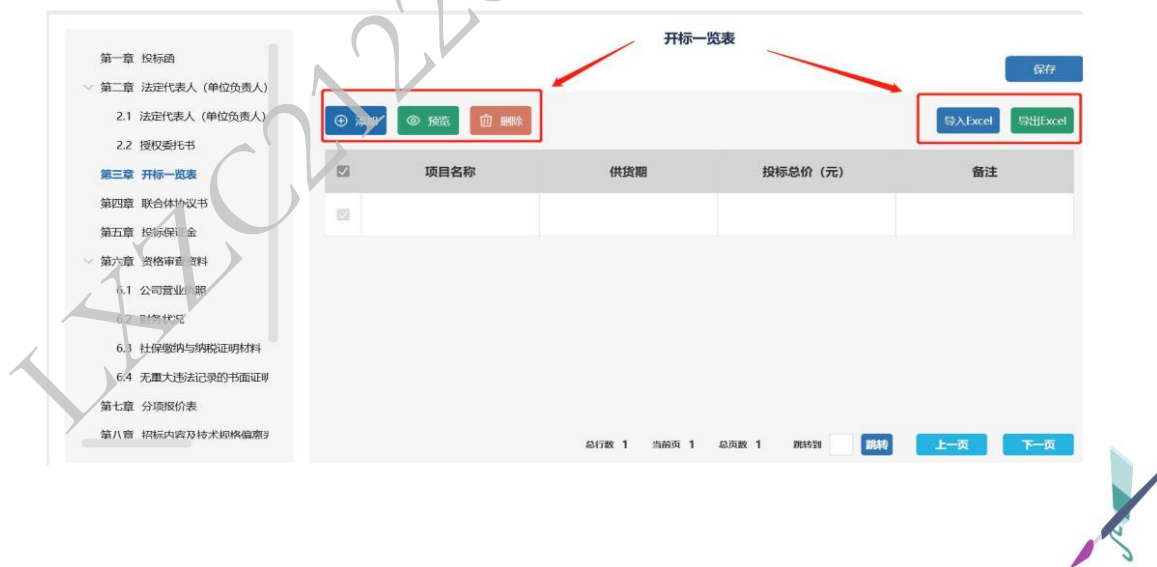 开标一览表
保存
第一章 投标函
第二章 法定代表人（单位负责人）
2.1 法定代表人（单位负责人）
2.2 授权委托书
第三章 开标一览表
第四章 联合体协议书
第五章 投标保证金
第六章 资格审查资料
6.1 公司营业执照
6.2 财务状况
6.3 社保缴纳与纳税证明材料
6.4 无重大违法记录的书面证明
第七章 分项报价表
第八章 招标内容及技术规格偏离
添加 预览 删除
导入Excel 导出Excel
项目名称 供货期 投标总价（元） 备注
总行数 1 当前页 1 总页数 1 跳转到 跳转 上一页 下一页